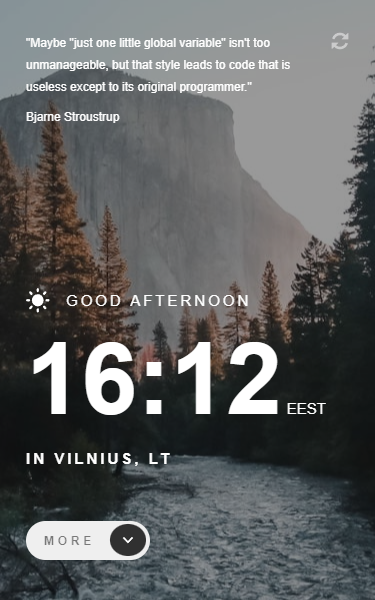 "Maybe "just one little global variable" isn't too
unmanageable, but that style leads to code that is
useless except to its original programmer."
Bjarne Stroustrup
GOOD AFTERNOON
16:12 EEST
IN VILNIUS, LT
MORE